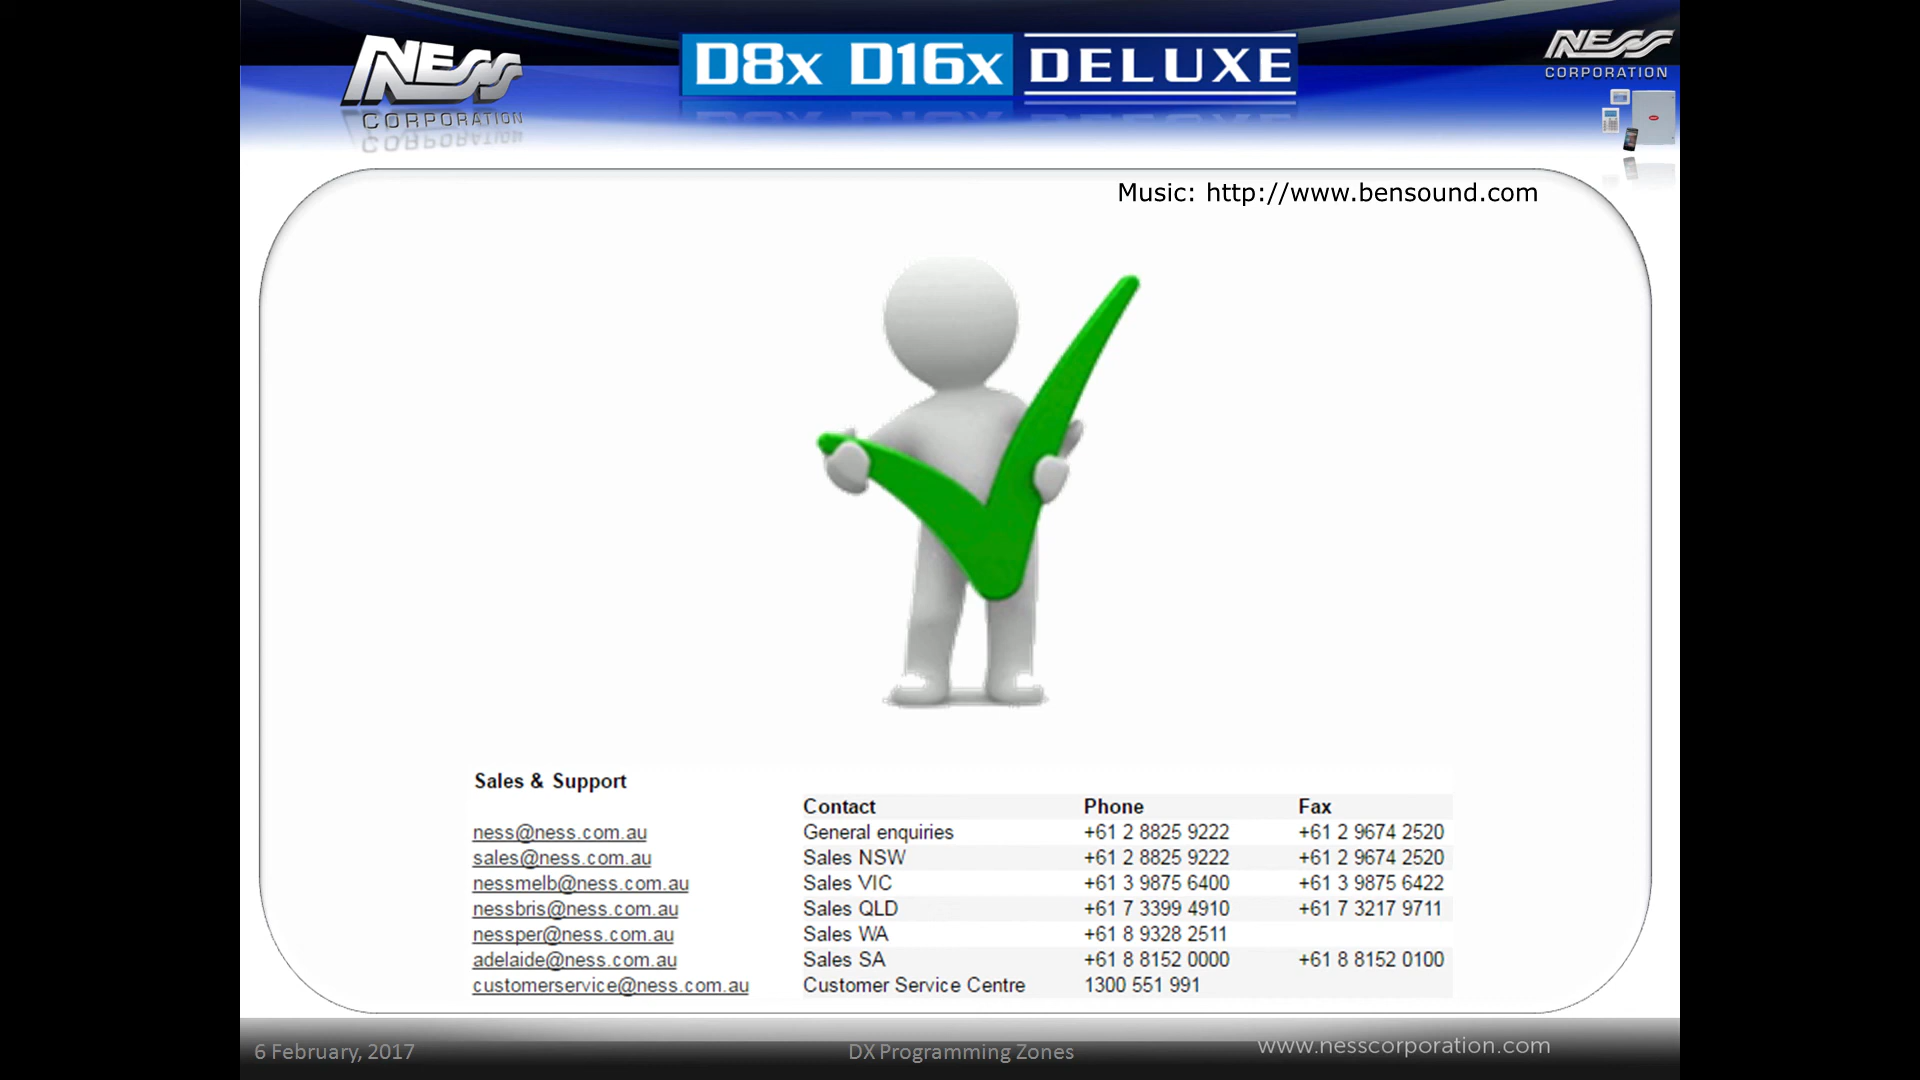 NESS
CORPORATION
D8x D16x DELUXE
NESS
CORPORATION
Music: http://www.bensound.com
Sales & Support
Contact Phone Fax
ness@ness.com.au General enquiries +61 2 8825 9222 +61 2 9674 2520
sales@ness.com.au Sales NSW +61 2 8825 9222 +61 2 9674 2520
nessmelb@ness.com.au Sales VIC +61 3 9875 6400 +61 3 9875 6422
nessbris@ness.com.au Sales QLD +61 7 3399 4910 +61 7 3217 9711
nessper@ness.com.au Sales WA +61 8 9328 2511
adelaide@ness.com.au Sales SA +61 8 8152 0000 +61 8 8152 0100
customerservice@ness.com.au Customer Service Centre 1300 551 991
6 February, 2017 DX Programming Zones www.nesscorporation.com